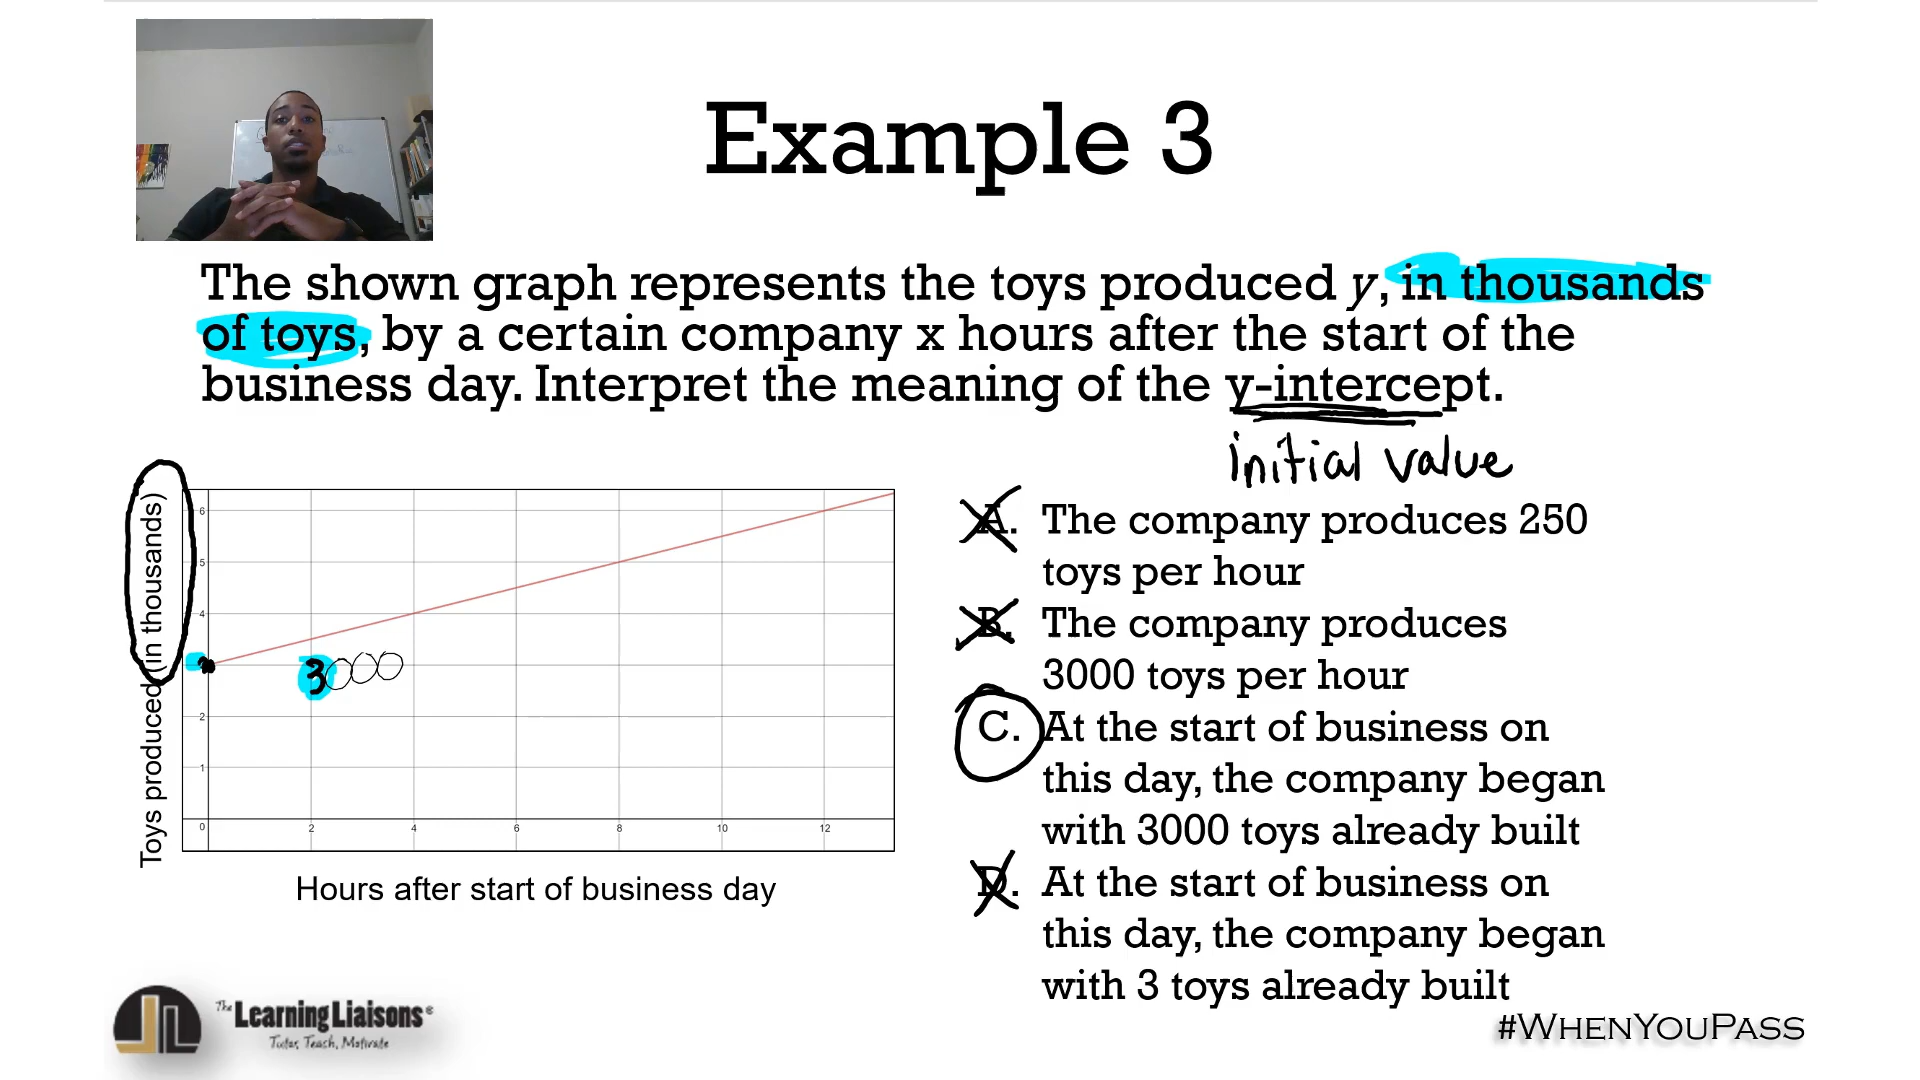 Example 3
The shown graph represents the toys produced y, in thousands
of toys, by a certain company x hours after the start of the
business day. Interpret the meaning of the y-intercept.
initial value
Toys produced (in thousands)
6
5
4
3000
2
1
0 2 4 6 8 10 12
Hours after start of business day
A. The company produces 250
toys per hour
B. The company produces
3000 toys per hour
C. At the start of business on
this day, the company began
with 3000 toys already built
D. At the start of business on
this day, the company began
with 3 toys already built
The Learning Liaisons®
Tutor, Teach, Motivate
#WHENYOUPASS